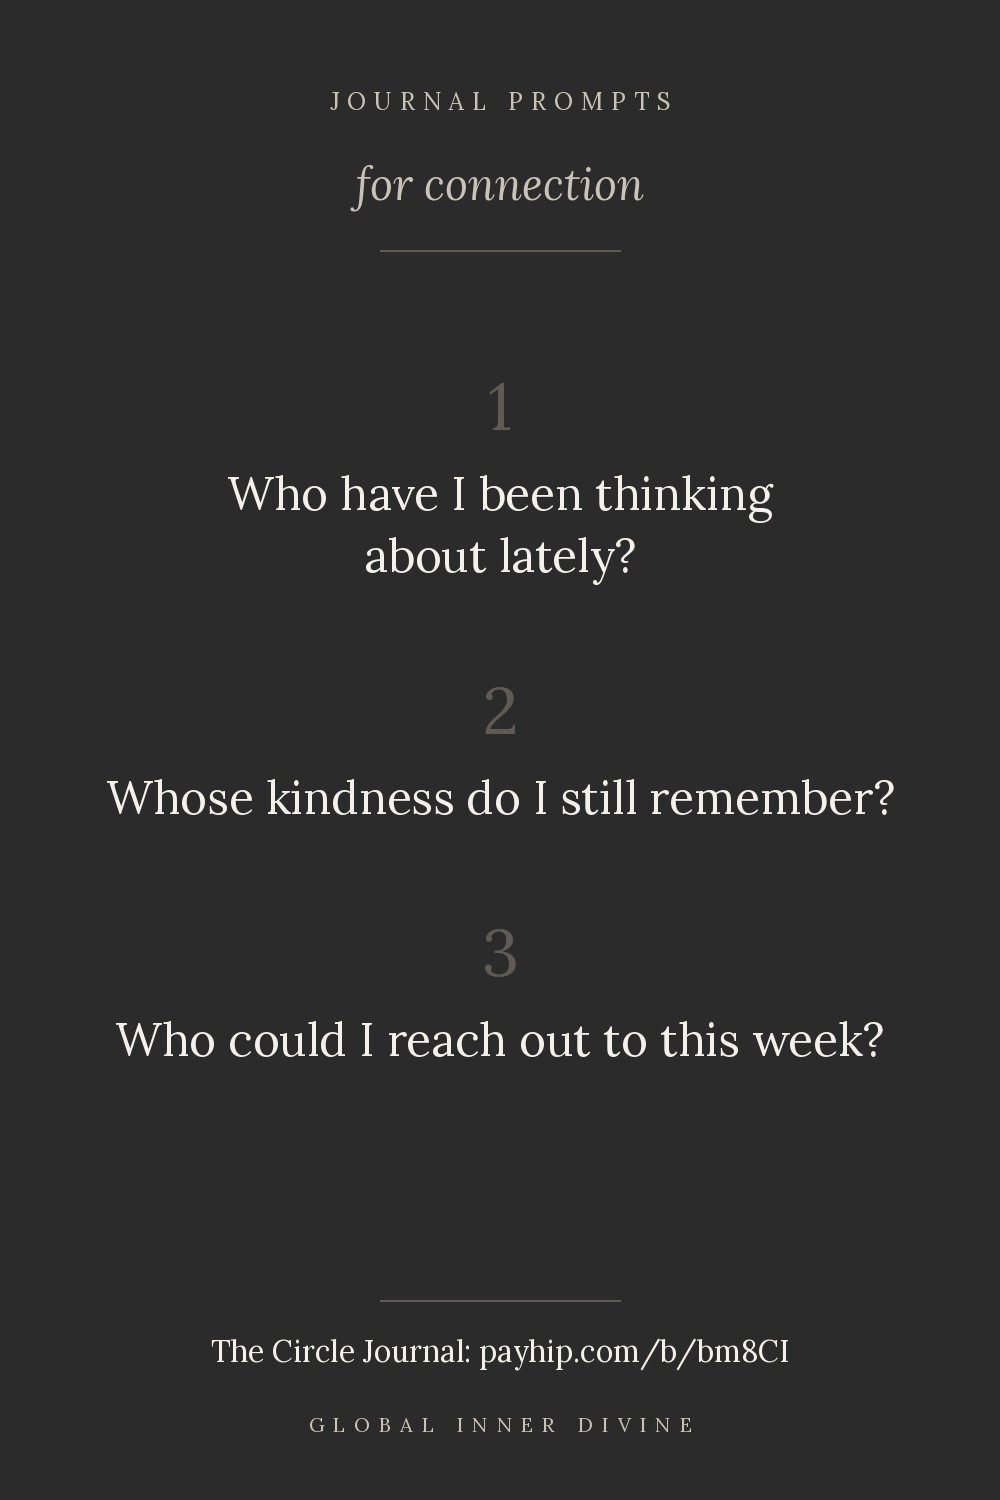 JOURNAL PROMPTS
for connection
1
Who have I been thinking
about lately?
2
Whose kindness do I still remember?
3
Who could I reach out to this week?
The Circle Journal: payhip.com/b/bm8CI
GLOBAL INNER DIVINE